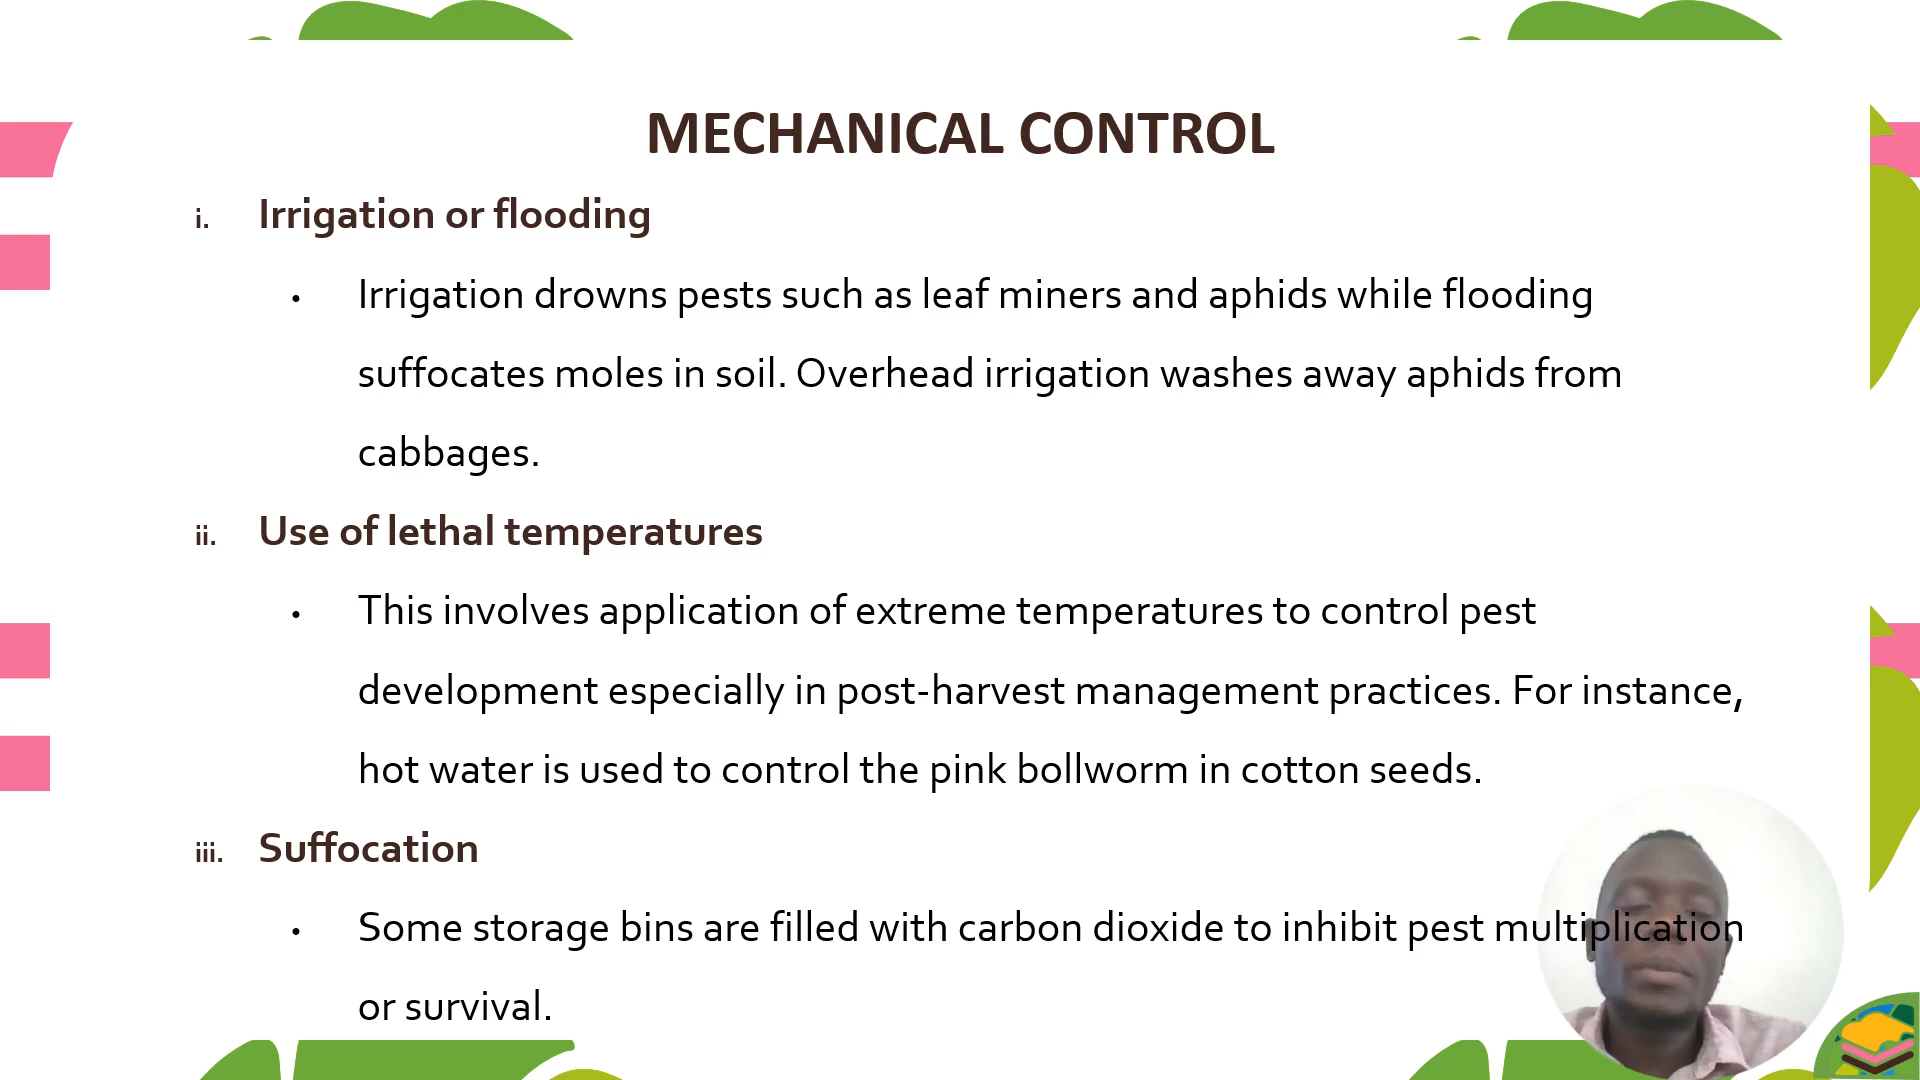 MECHANICAL CONTROL
i. Irrigation or flooding
• Irrigation drowns pests such as leaf miners and aphids while flooding
suffocates moles in soil. Overhead irrigation washes away aphids from
cabbages.
ii. Use of lethal temperatures
• This involves application of extreme temperatures to control pest
development especially in post-harvest management practices. For instance,
hot water is used to control the pink bollworm in cotton seeds.
iii. Suffocation
• Some storage bins are filled with carbon dioxide to inhibit pest multiplication
or survival.